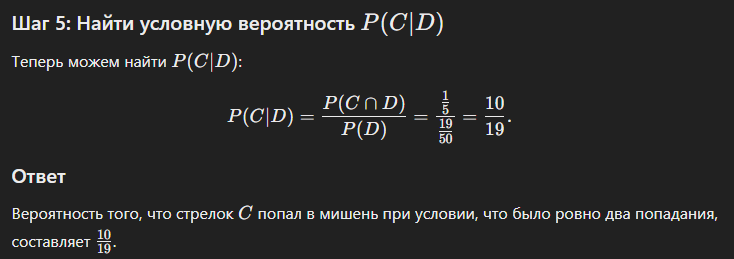 Шаг 5: Найти условную вероятность P(C|D)
Теперь можем найти P(C|D):
P(C|D) = P(C ∩ D) / P(D) = (1/5) / (19/50) = 10/19.
Ответ
Вероятность того, что стрелок C попал в мишень при условии, что было ровно два попадания,
составляет 10/19.